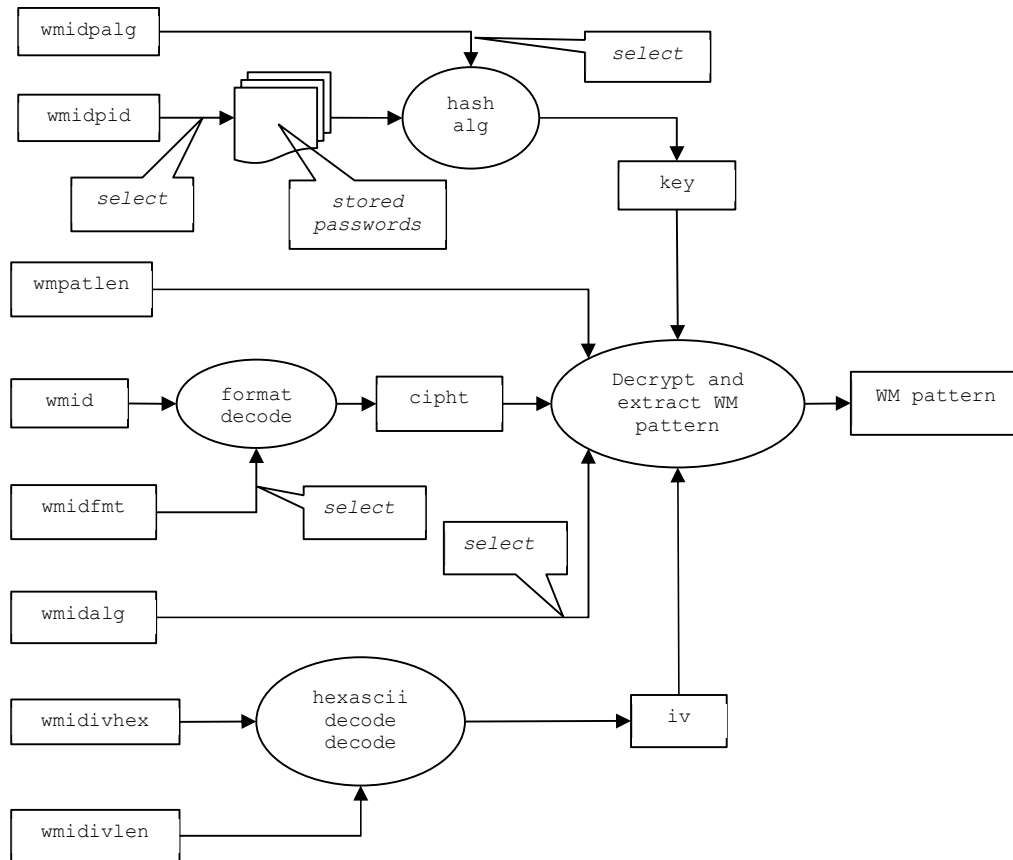 wmidpalg
select
hash
alg
wmidpid
select
stored
passwords
key
wmpatlen
wmid
format
decode
cipht
Decrypt and
extract WM
pattern
WM pattern
wmidfmt
select
select
wmidalg
wmidivhex
hexascii
decode
decode
iv
wmidivlen